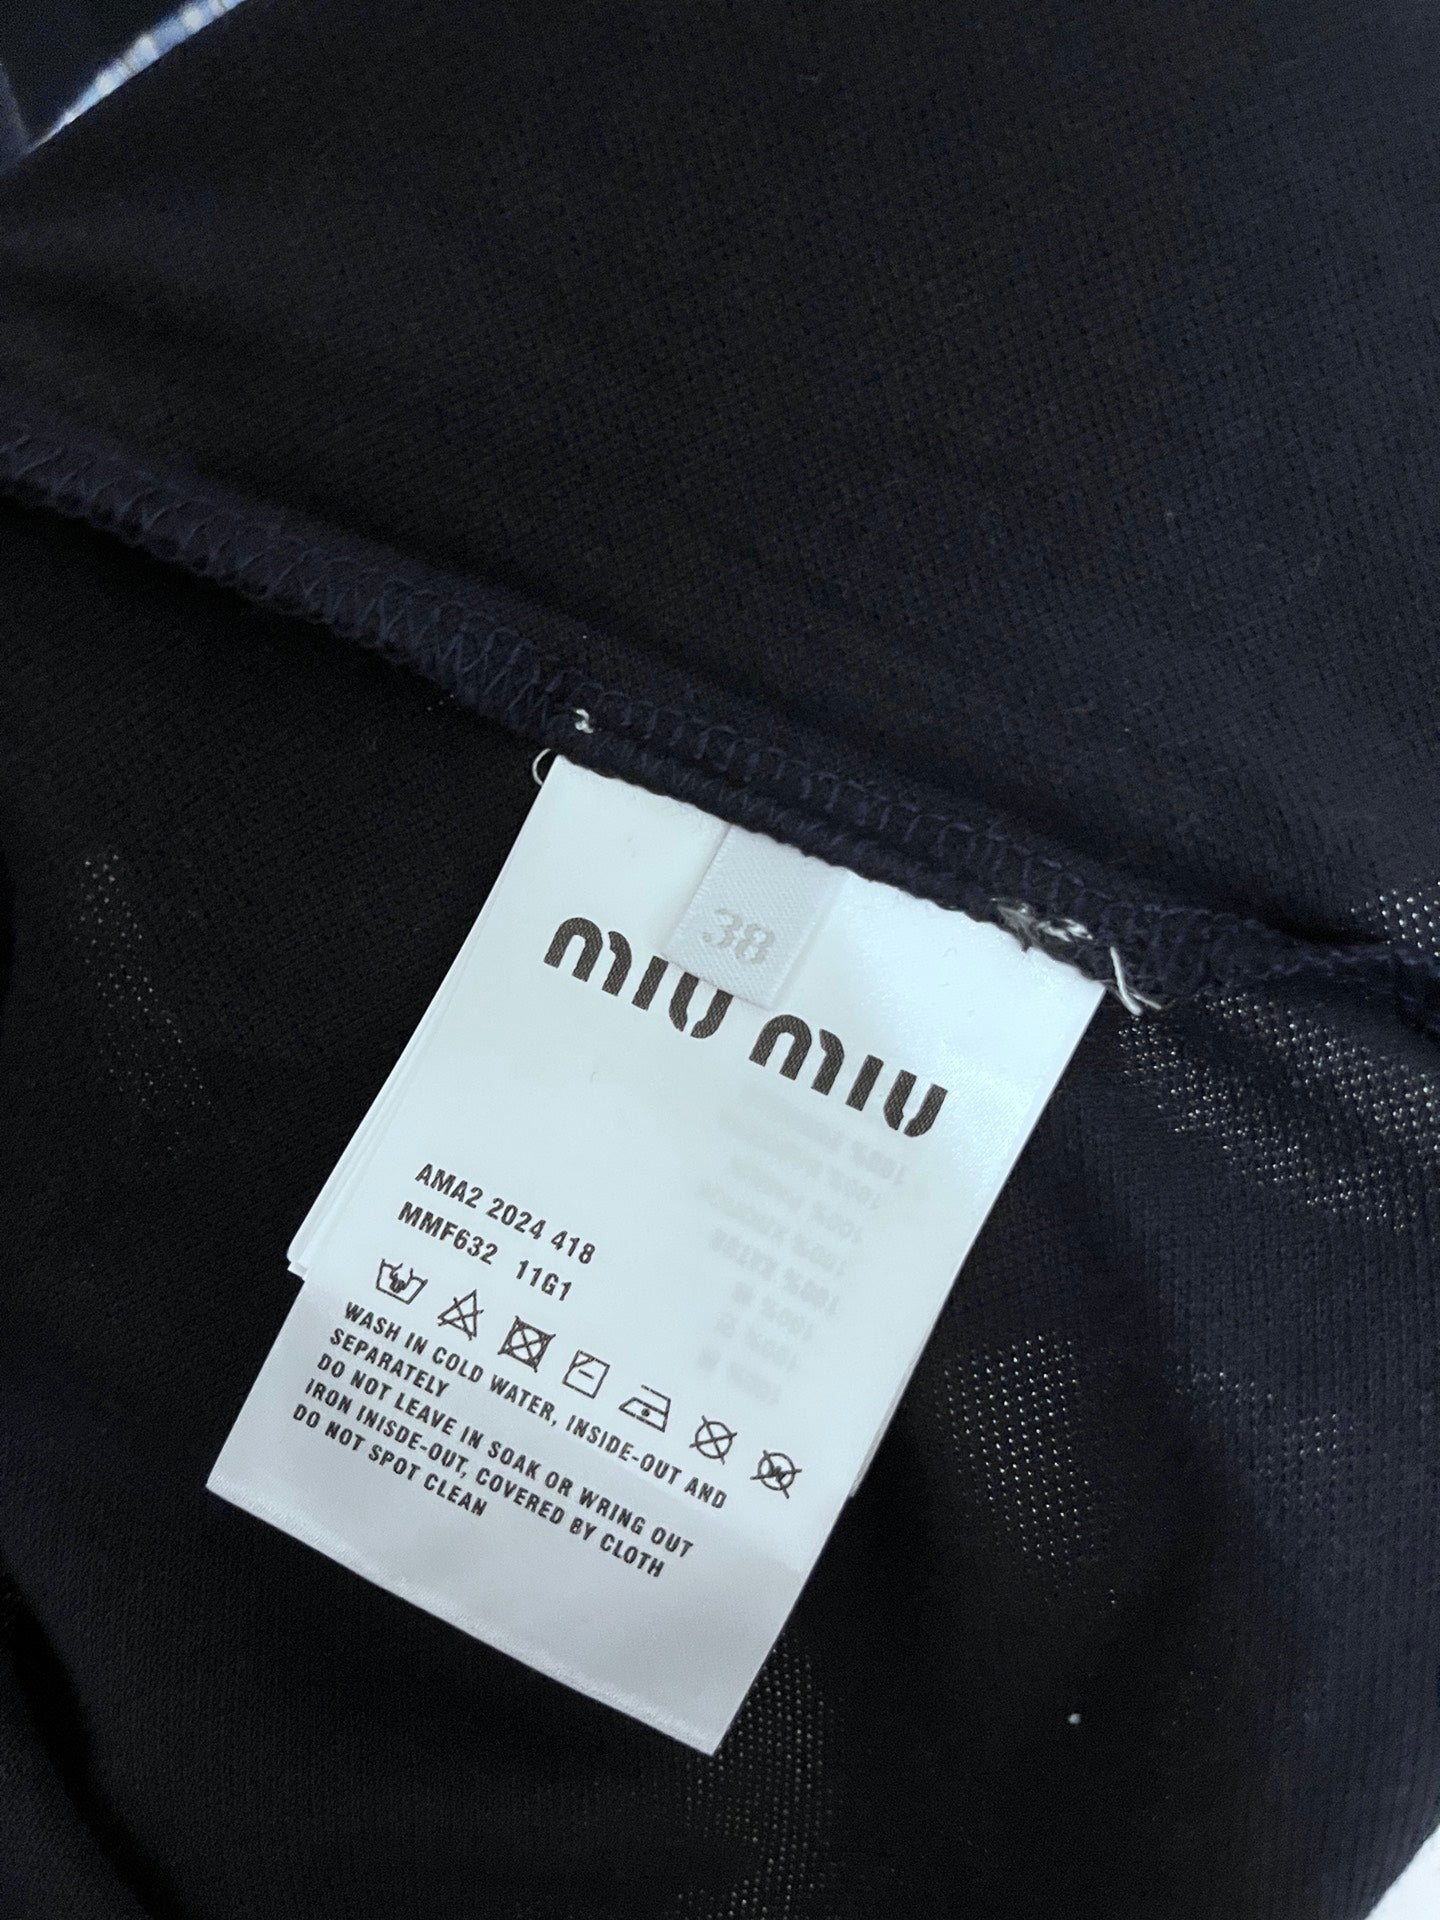 38
miu miu
AMA2 2024 418
MMF632 11G1
WASH IN COLD WATER, INSIDE-OUT AND
SEPARATELY
DO NOT LEAVE IN SOAK OR WRING OUT
IRON INISDE-OUT, COVERED BY CLOTH
DO NOT SPOT CLEAN